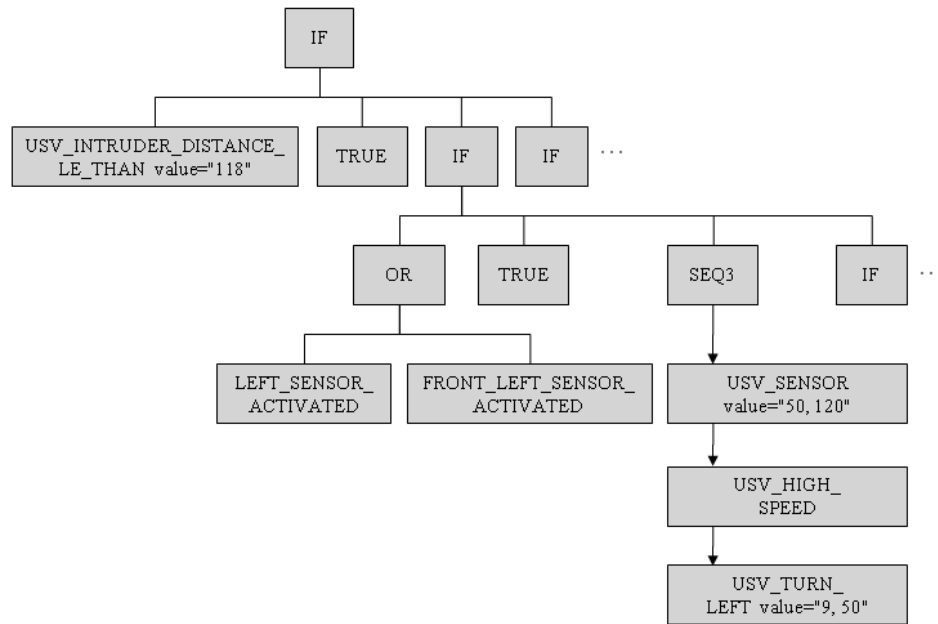 IF
USV_INTRUDER_DISTANCE_
LE_THAN value="118"
TRUE
IF
IF
...
OR
TRUE
SEQ3
IF
..
LEFT_SENSOR_
ACTIVATED
FRONT_LEFT_SENSOR_
ACTIVATED
USV_SENSOR
value="50, 120"
USV_HIGH_
SPEED
USV_TURN_
LEFT value="9, 50"